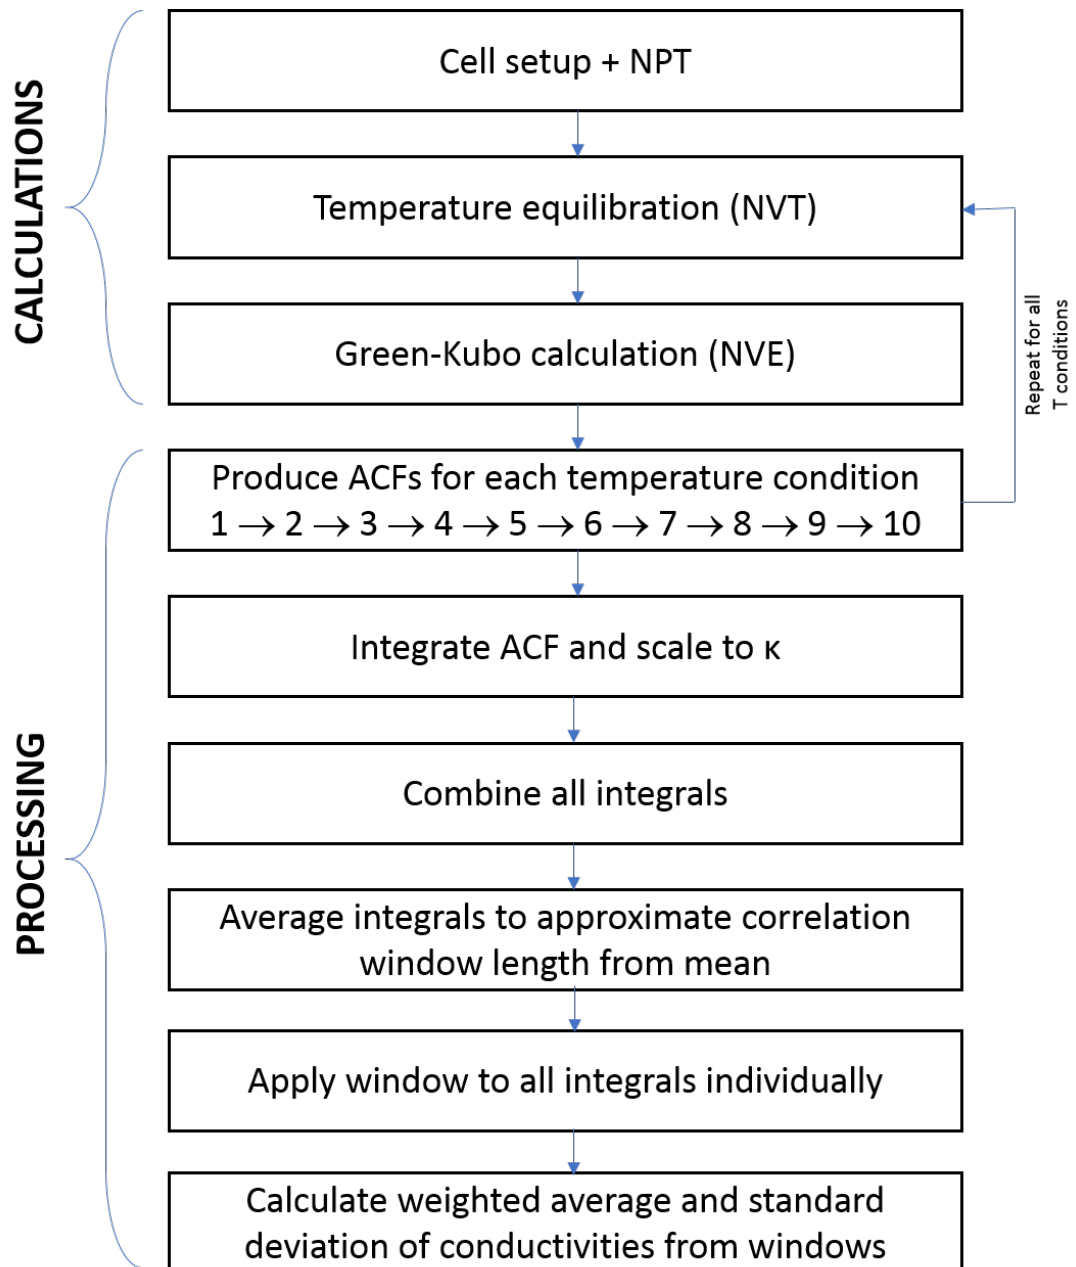 CALCULATIONS
Cell setup + NPT
Temperature equilibration (NVT)
Green-Kubo calculation (NVE)
Repeat for all
T conditions
PROCESSING
Produce ACFs for each temperature condition
1 → 2 → 3 → 4 → 5 → 6 → 7 → 8 → 9 → 10
Integrate ACF and scale to κ
Combine all integrals
Average integrals to approximate correlation
window length from mean
Apply window to all integrals individually
Calculate weighted average and standard
deviation of conductivities from windows